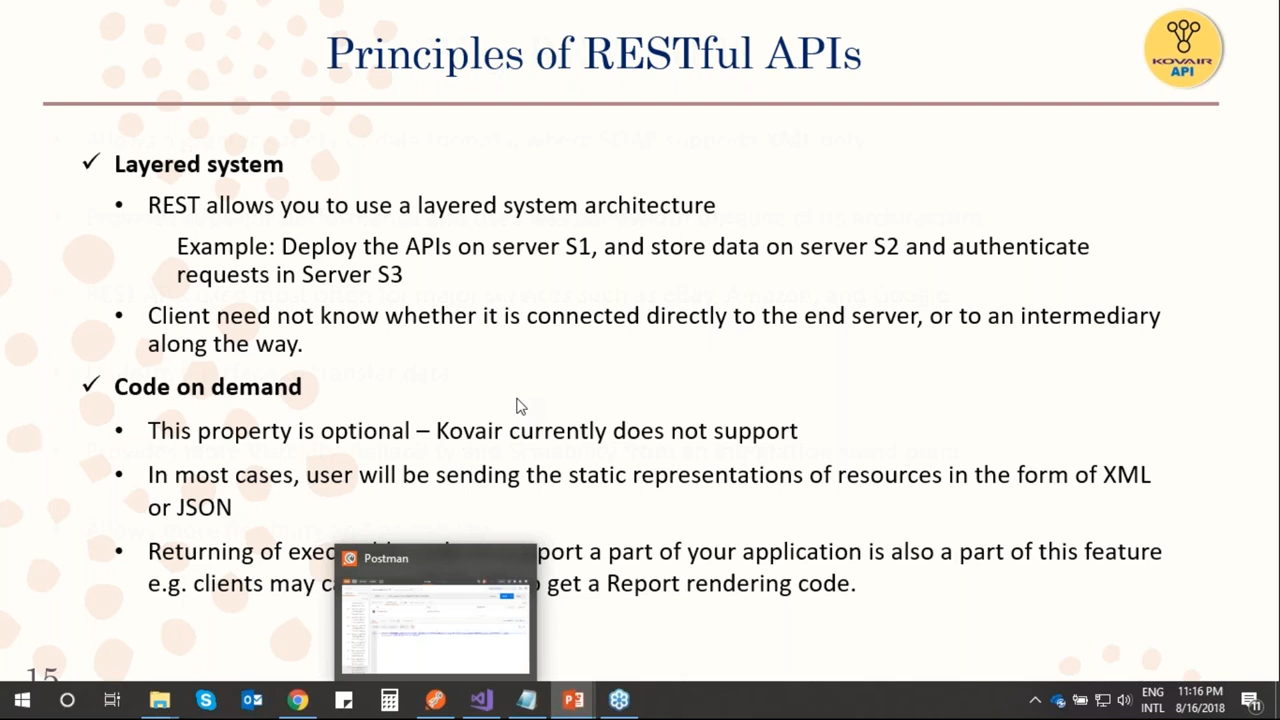 Principles of RESTful APIs
KOVAIR
API
✓ Layered system
• REST allows you to use a layered system architecture
Example: Deploy the APIs on server S1, and store data on server S2 and authenticate
requests in Server S3
• Client need not know whether it is connected directly to the end server, or to an intermediary
along the way.
✓ Code on demand
• This property is optional – Kovair currently does not support
• In most cases, user will be sending the static representations of resources in the form of XML
or JSON
• Returning of port a part of your application is also a part of this feature
e.g. clients may get a Report rendering code.
Postman
15
ENG
INTL
11:16 PM
8/16/2018
11